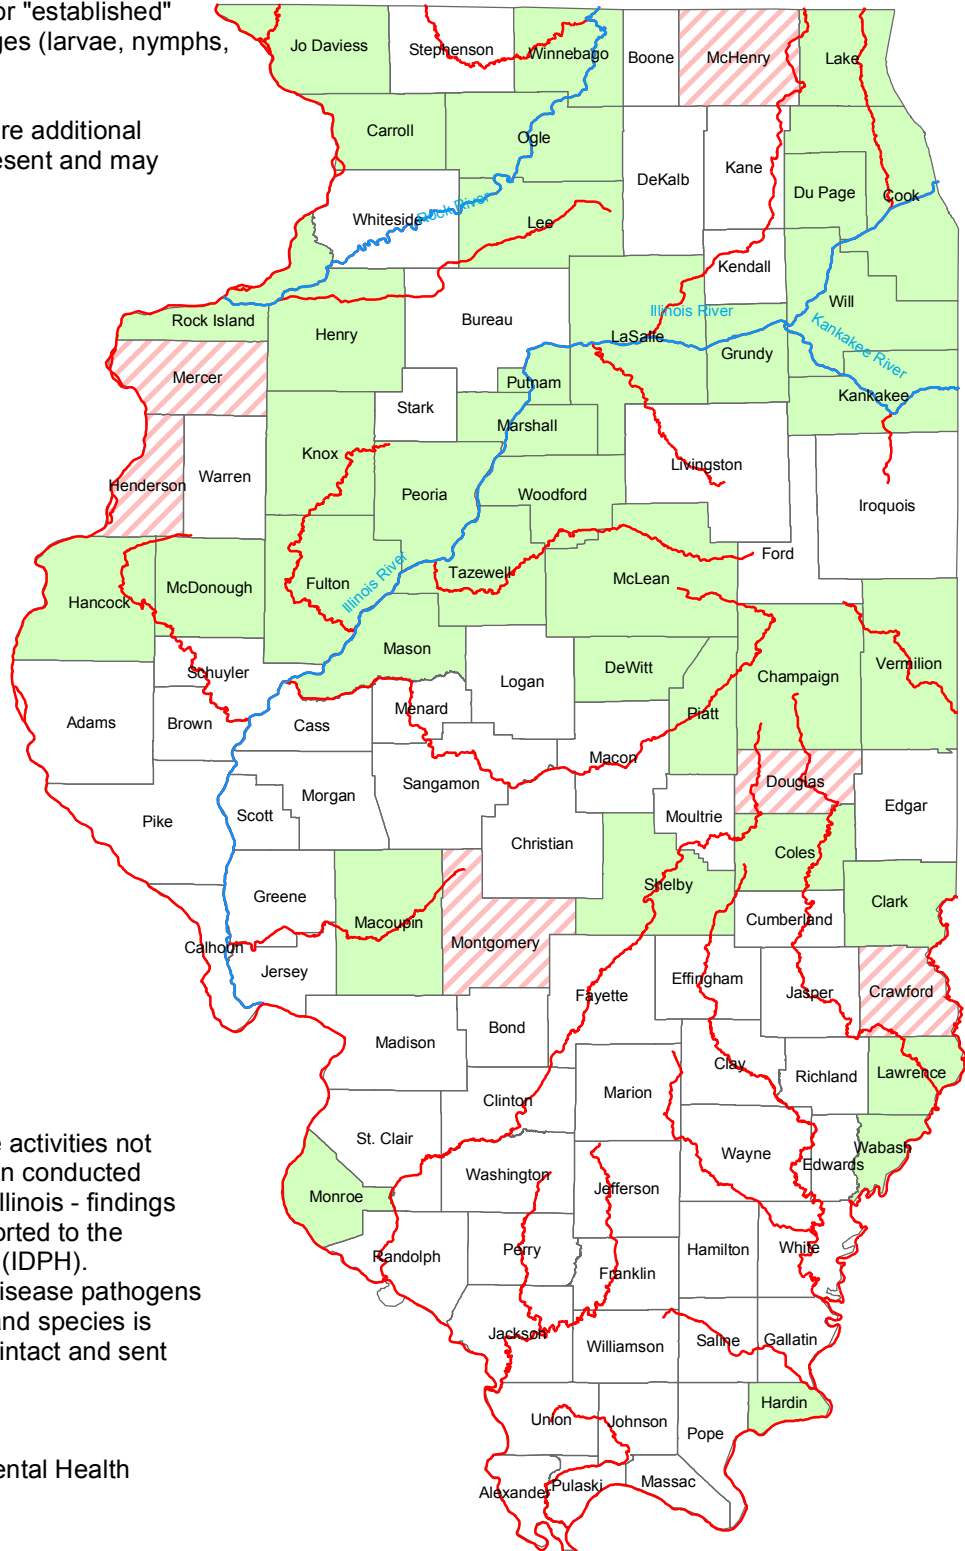 or "established"
ges (larvae, nymphs,
re additional
esent and may
Jo Daviess
Stephenson
Winnebago
Boone
McHenry
Lake
Carroll
Ogle
DeKalb
Kane
Du Page
Cook
Whiteside
Rock River
Lee
Kendall
Will
Rock Island
Henry
Bureau
Illinois River
LaSalle
Grundy
Kankakee River
Mercer
Putnam
Kankakee
Stark
Marshall
Knox
Henderson
Warren
Peoria
Woodford
Livingston
Iroquois
Ford
Hancock
McDonough
Fulton
Illinois River
Tazewell
McLean
Schuyler
Mason
Logan
DeWitt
Champaign
Vermilion
Adams
Brown
Cass
Menard
Piatt
Macon
Sangamon
Douglas
Pike
Scott
Morgan
Christian
Moultrie
Edgar
Coles
Greene
Macoupin
Shelby
Clark
Cumberland
Calhoun
Jersey
Montgomery
Fayette
Effingham
Jasper
Crawford
Madison
Bond
Clay
Richland
Lawrence
Clinton
Marion
St. Clair
Washington
Wayne
Edwards
Wabash
Monroe
Jefferson
Randolph
Perry
Franklin
Hamilton
White
Jackson
Williamson
Saline
Gallatin
Hardin
Union
Johnson
Pope
Alexander
Pulaski
Massac
e activities not
n conducted
llinois - findings
orted to the
(IDPH).
isease pathogens
and species is
intact and sent
ental Health